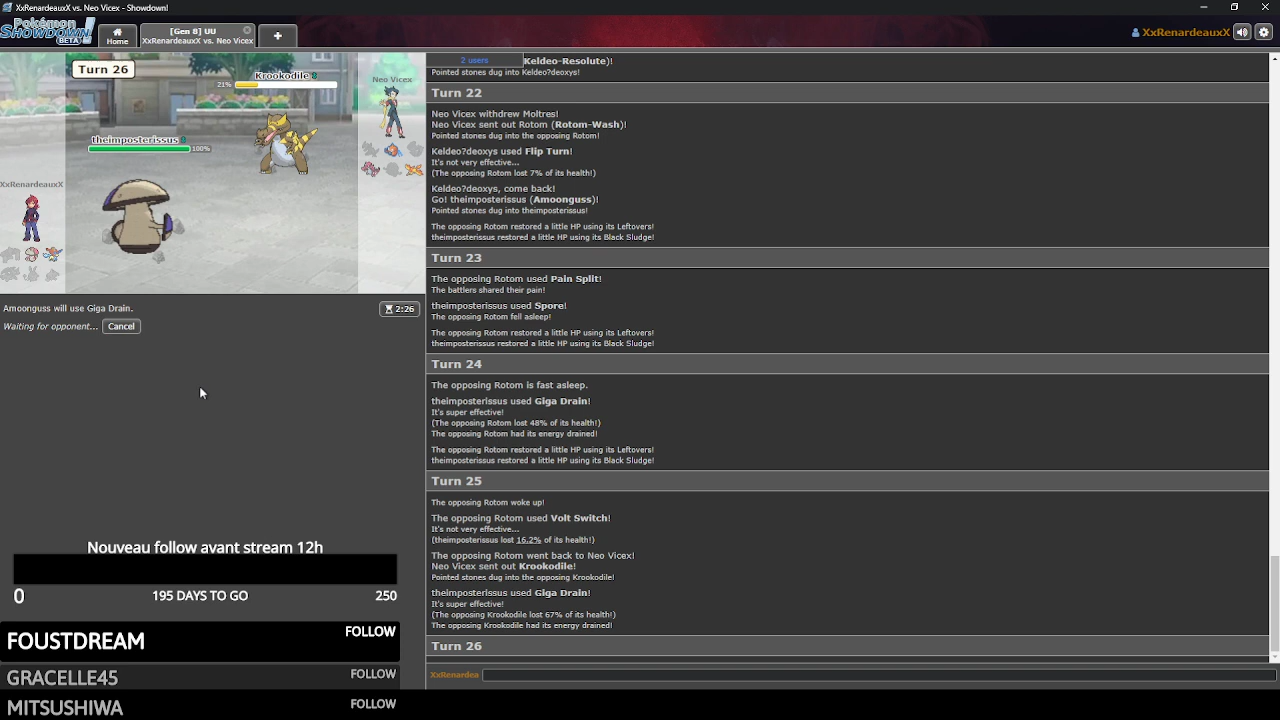 XxRenardeauxX vs. Neo Vicex - Showdown!
Pokémon
SHOWDOWN!
BETA
Home
[Gen 8] UU
XxRenardeauxX vs. Neo Vicex
XxRenardeauxX
Turn 26
Krookodile
21%
Neo Vicex
theimposterissus
100%
XxRenardeauxX
Amoonguss will use Giga Drain.
2:26
Waiting for opponent... Cancel
Nouveau follow avant stream 12h
0 195 DAYS TO GO 250
FOUSTDREAM FOLLOW
GRACELLE45 FOLLOW
MITSUSHIWA FOLLOW
2 users
Keldeo-Resolute)!
Pointed stones dug into Keldeo?deoxys!
Turn 22
Neo Vicex withdrew Moltres!
Neo Vicex sent out Rotom (Rotom-Wash)!
Pointed stones dug into the opposing Rotom!
Keldeo?deoxys used Flip Turn!
It's not very effective...
(The opposing Rotom lost 7% of its health!)
Keldeo?deoxys, come back!
Go! theimposterissus (Amoonguss)!
Pointed stones dug into theimposterissus!
The opposing Rotom restored a little HP using its Leftovers!
theimposterissus restored a little HP using its Black Sludge!
Turn 23
The opposing Rotom used Pain Split!
The battlers shared their pain!
theimposterissus used Spore!
The opposing Rotom fell asleep!
The opposing Rotom restored a little HP using its Leftovers!
theimposterissus restored a little HP using its Black Sludge!
Turn 24
The opposing Rotom is fast asleep.
theimposterissus used Giga Drain!
It's super effective!
(The opposing Rotom lost 48% of its health!)
The opposing Rotom had its energy drained!
The opposing Rotom restored a little HP using its Leftovers!
theimposterissus restored a little HP using its Black Sludge!
Turn 25
The opposing Rotom woke up!
The opposing Rotom used Volt Switch!
It's not very effective...
(theimposterissus lost 16.2% of its health!)
The opposing Rotom went back to Neo Vicex!
Neo Vicex sent out Krookodile!
Pointed stones dug into the opposing Krookodile!
theimposterissus used Giga Drain!
It's super effective!
(The opposing Krookodile lost 67% of its health!)
The opposing Krookodile had its energy drained!
Turn 26
XxRenardea